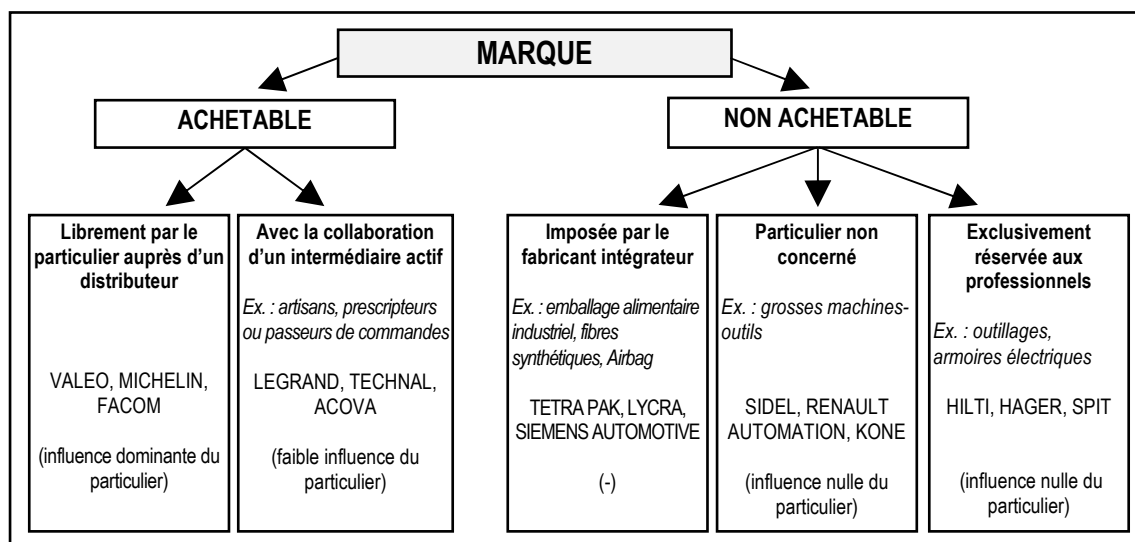 MARQUE
ACHETABLE
NON ACHETABLE
Librement par le
particulier auprès d’un
distributeur
VALEO, MICHELIN,
FACOM
(influence dominante du
particulier)
Avec la collaboration
d’un intermédiaire actif
Ex. : artisans, prescripteurs
ou passeurs de commandes
LEGRAND, TECHNAL,
ACOVA
(faible influence du
particulier)
Imposée par le
fabricant intégrateur
Ex. : emballage alimentaire
industriel, fibres
synthétiques, Airbag
TETRA PAK, LYCRA,
SIEMENS AUTOMOTIVE
(-)
Particulier non
concerné
Ex. : grosses machines-
outils
SIDEL, RENAULT
AUTOMATION, KONE
(influence nulle du
particulier)
Exclusivement
réservée aux
professionnels
Ex. : outillages,
armoires électriques
HILTI, HAGER, SPIT
(influence nulle du
particulier)